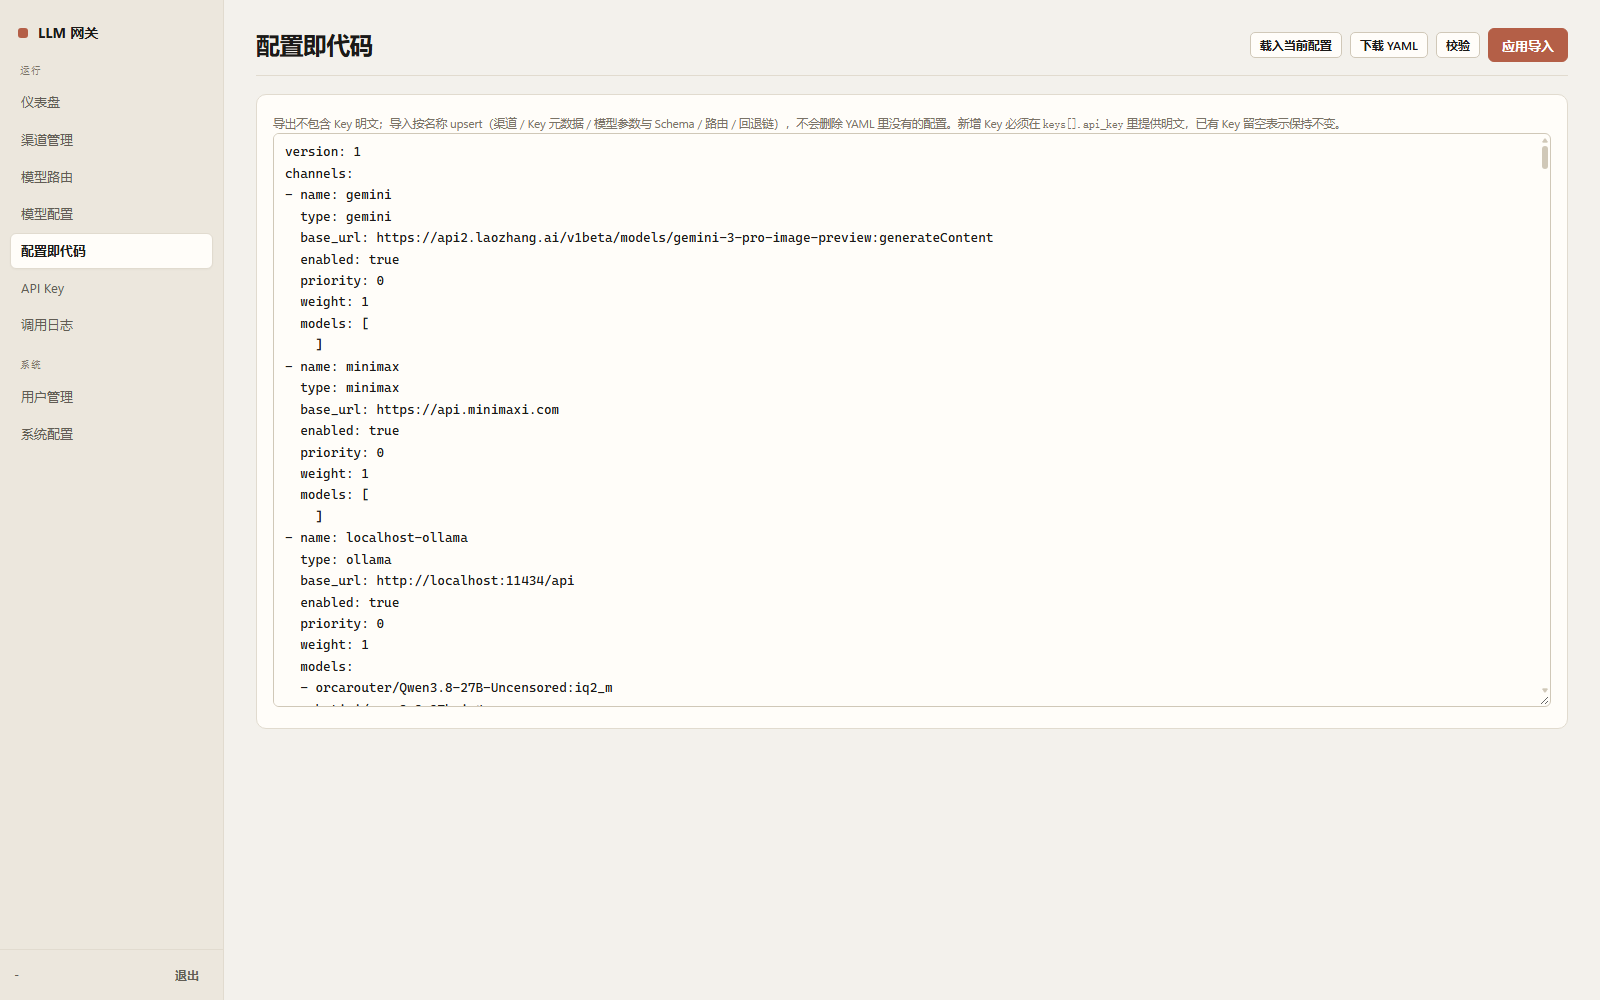 LLM 网关
运行
仪表盘
渠道管理
模型路由
模型配置
配置即代码
API Key
调用日志
系统
用户管理
系统配置
-
退出
配置即代码
载入当前配置
下载 YAML
校验
应用导入
导出不包含 Key 明文；导入按名称 upsert（渠道 / Key 元数据 / 模型参数与 Schema / 路由 / 回退链），不会删除 YAML 里没有的配置。新增 Key 必须在 keys[].api_key 里提供明文，已有 Key 留空表示保持不变。
version: 1
channels:
- name: gemini
  type: gemini
  base_url: https://api2.laozhang.ai/v1beta/models/gemini-3-pro-image-preview:generateContent
  enabled: true
  priority: 0
  weight: 1
  models: [
    ]
- name: minimax
  type: minimax
  base_url: https://api.minimaxi.com
  enabled: true
  priority: 0
  weight: 1
  models: [
    ]
- name: localhost-ollama
  type: ollama
  base_url: http://localhost:11434/api
  enabled: true
  priority: 0
  weight: 1
  models:
  - orcarouter/Qwen3.8-27B-Uncensored:iq2_m